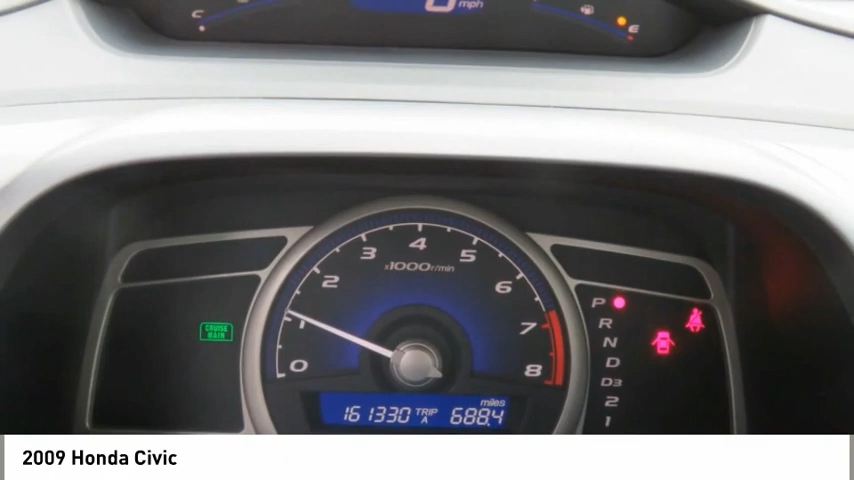 C 0 mph E
4
3 5
x1000r/min
2 6
1 7
0 8
CRUISE MAIN
P
R
N
D
D3
2
1
miles
161330 TRIP A 688.4
2009 Honda Civic